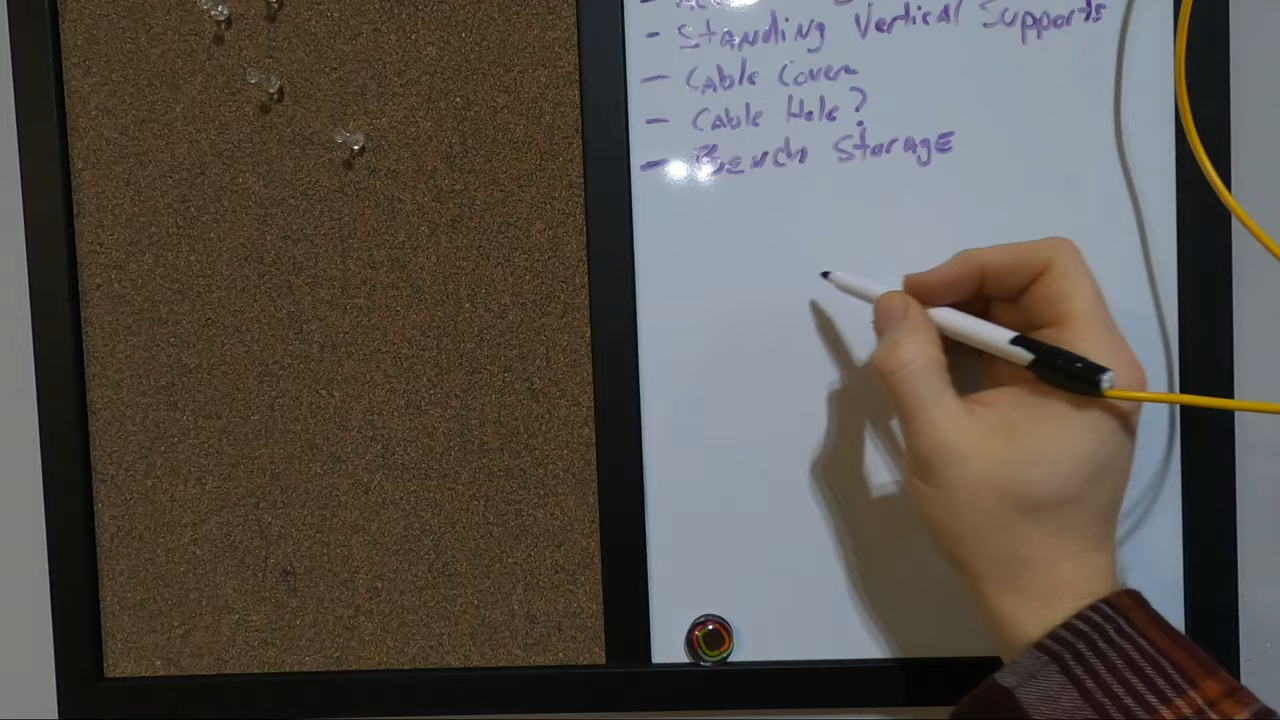 - Standing Vertical Supports
- Cable Cover
- Cable Hole?
- Bench Storage